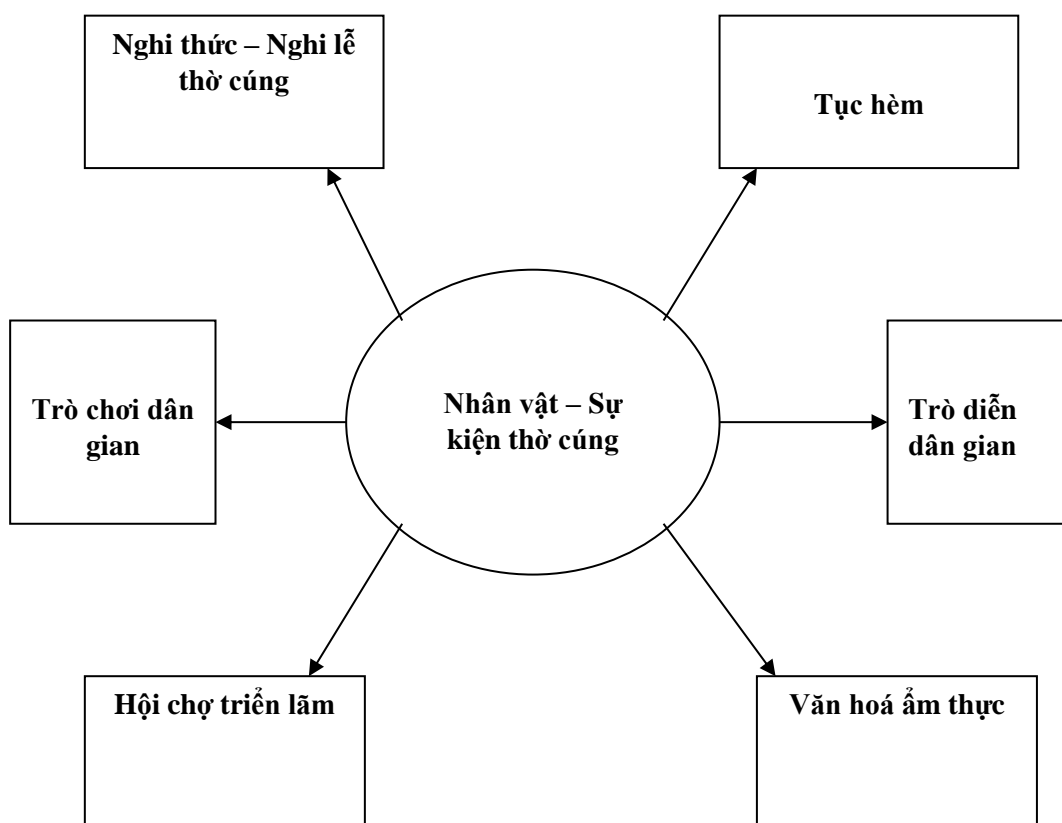 Nghi thức – Nghi lễ
thờ cúng
Tục hèm
Trò chơi dân
gian
Nhân vật – Sự
kiện thờ cúng
Trò diễn
dân gian
Hội chợ triển lãm
Văn hoá ẩm thực